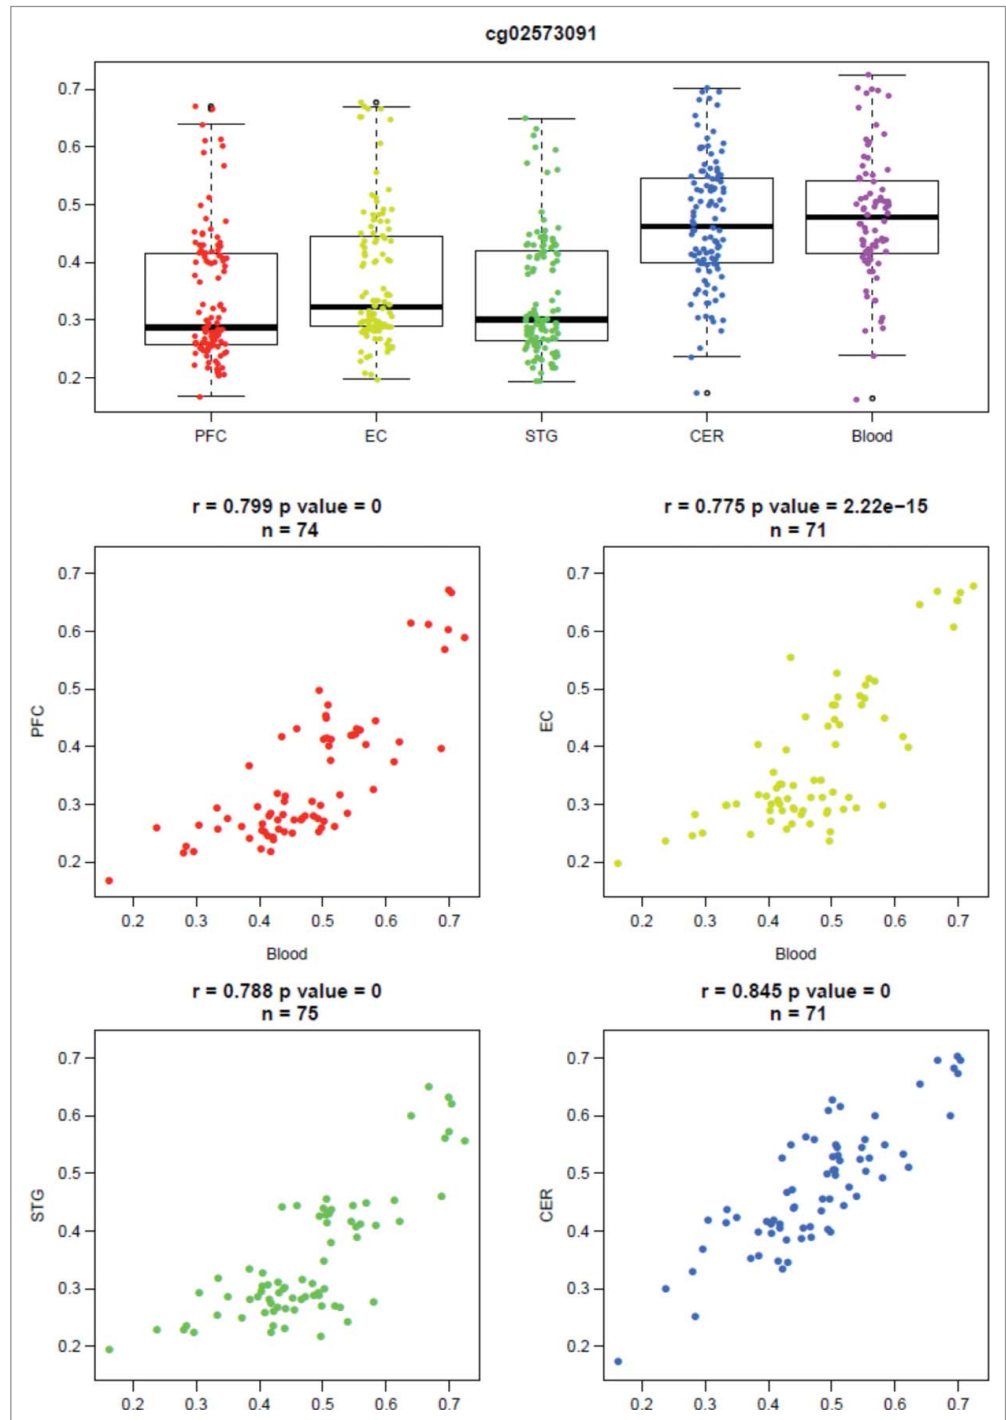 cg02573091
0.7
0.6
0.5
0.4
0.3
0.2
PFC EC STG CER Blood
r = 0.799 p value = 0
n = 74
0.7
0.6
0.5
0.4
0.3
0.2
PFC
0.2 0.3 0.4 0.5 0.6 0.7
Blood
r = 0.775 p value = 2.22e−15
n = 71
0.7
0.6
0.5
0.4
0.3
0.2
EC
0.2 0.3 0.4 0.5 0.6 0.7
Blood
r = 0.788 p value = 0
n = 75
0.7
0.6
0.5
0.4
0.3
0.2
STG
0.2 0.3 0.4 0.5 0.6 0.7
r = 0.845 p value = 0
n = 71
0.7
0.6
0.5
0.4
0.3
0.2
CER
0.2 0.3 0.4 0.5 0.6 0.7